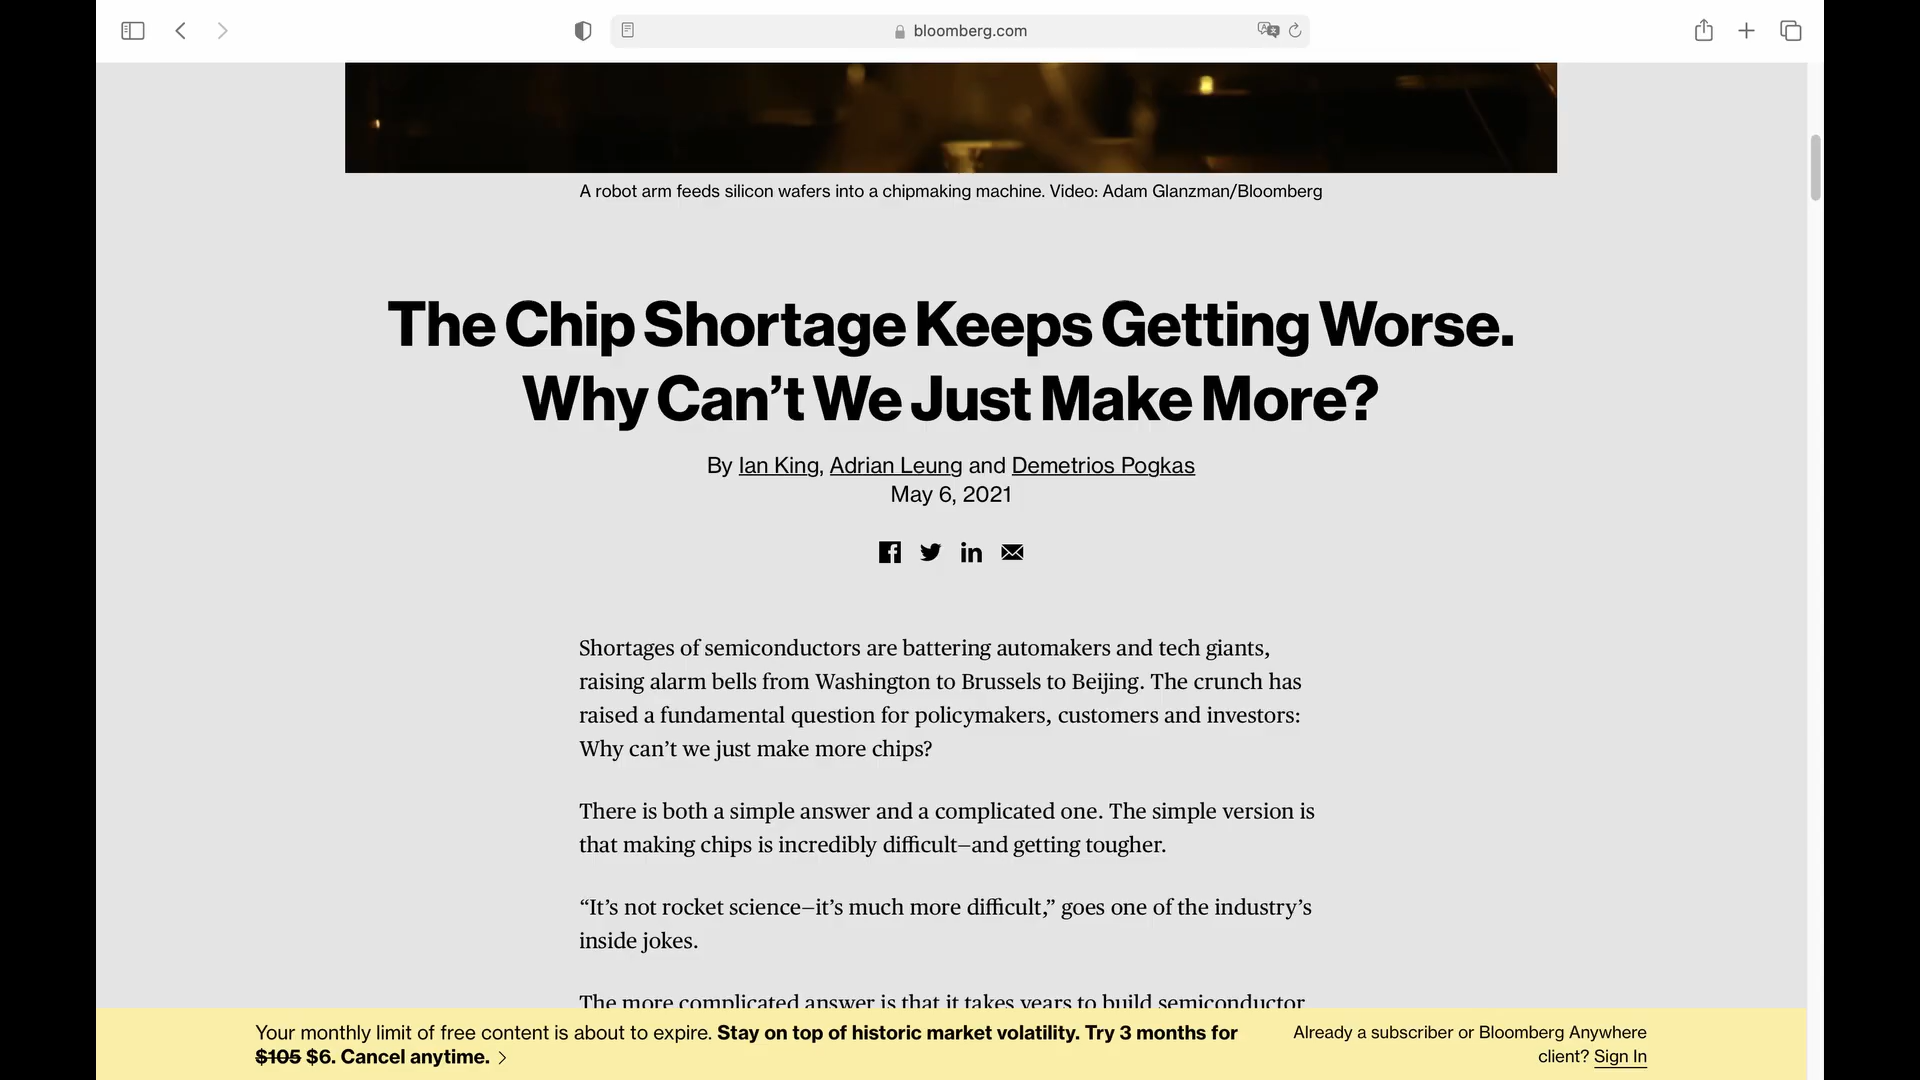 bloomberg.com
A robot arm feeds silicon wafers into a chipmaking machine. Video: Adam Glanzman/Bloomberg
The Chip Shortage Keeps Getting Worse.
Why Can’t We Just Make More?
By Ian King, Adrian Leung and Demetrios Pogkas
May 6, 2021
Shortages of semiconductors are battering automakers and tech giants,
raising alarm bells from Washington to Brussels to Beijing. The crunch has
raised a fundamental question for policymakers, customers and investors:
Why can’t we just make more chips?
There is both a simple answer and a complicated one. The simple version is
that making chips is incredibly difficult—and getting tougher.
“It’s not rocket science—it’s much more difficult,” goes one of the industry’s
inside jokes.
The more complicated answer is that it takes years to build semiconductor
Your monthly limit of free content is about to expire. Stay on top of historic market volatility. Try 3 months for
$105 $6. Cancel anytime.
Already a subscriber or Bloomberg Anywhere
client? Sign In